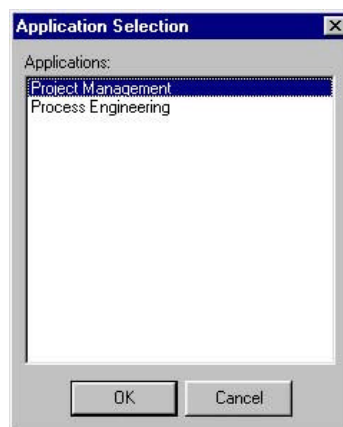 Application Selection
Applications:
Project Management
Process Engineering
OK
Cancel